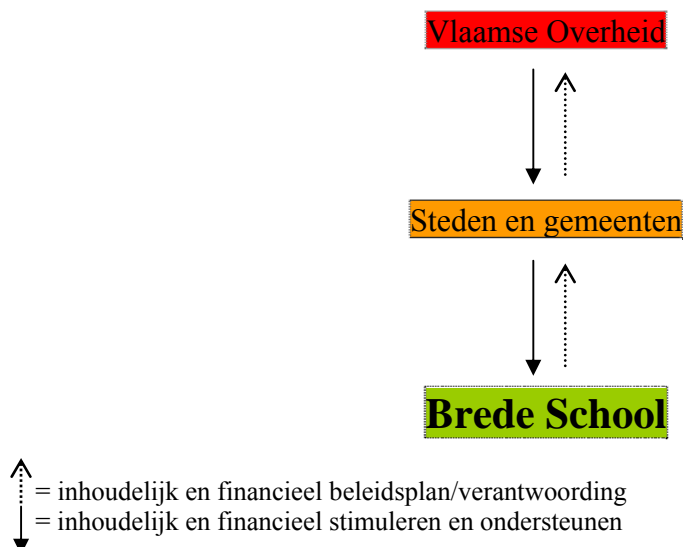 Vlaamse Overheid
Steden en gemeenten
Brede School
= inhoudelijk en financieel beleidsplan/verantwoording
= inhoudelijk en financieel stimuleren en ondersteunen